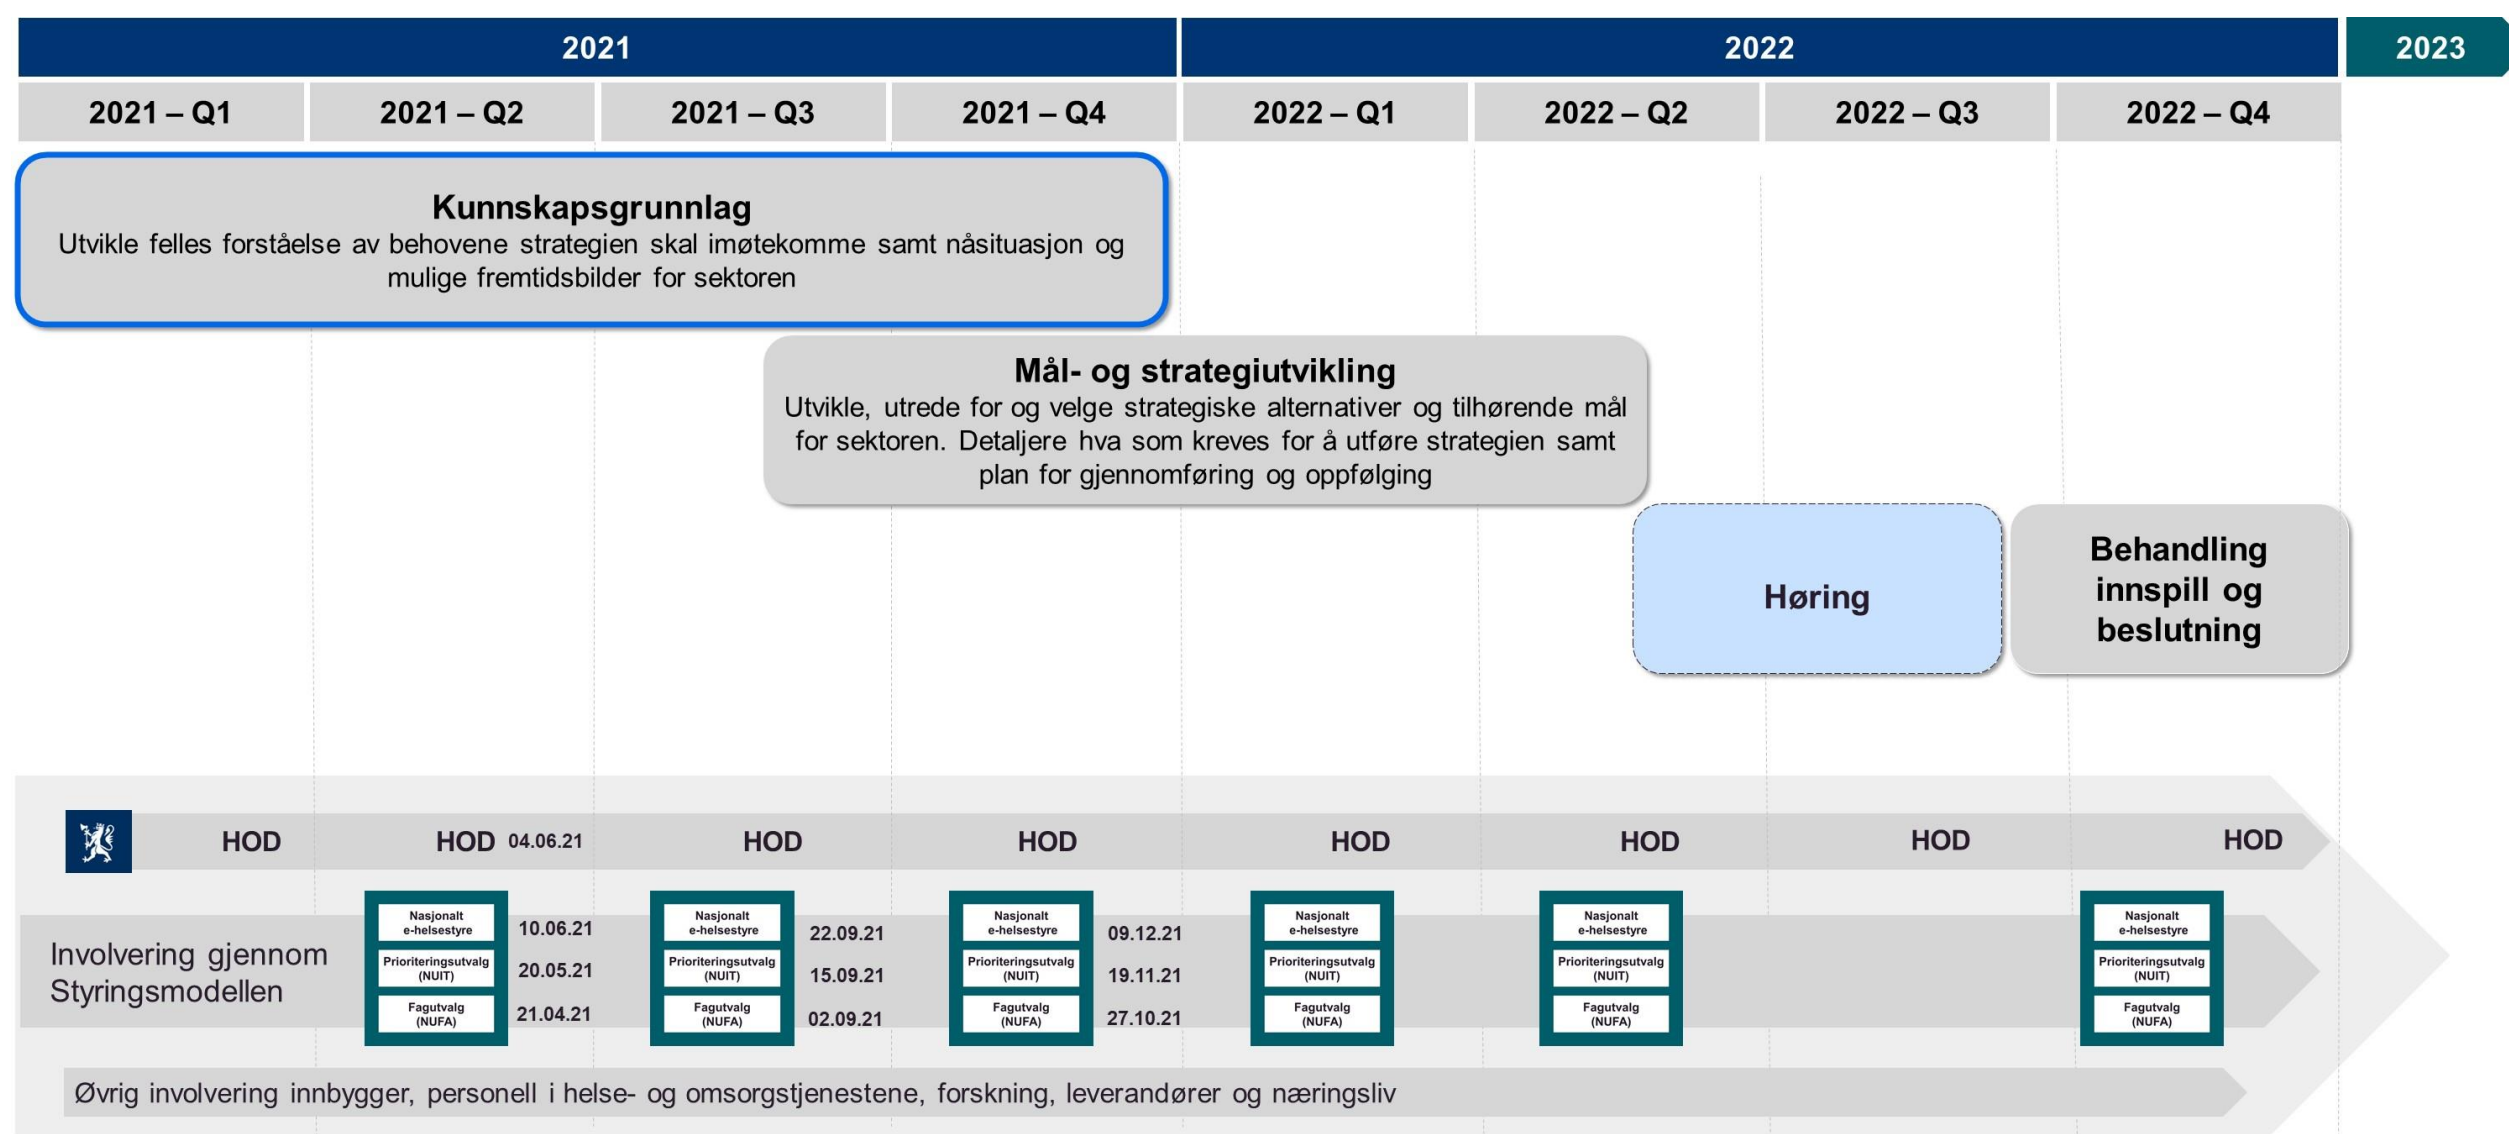 2021
2022
2023
2021 – Q1
2021 – Q2
2021 – Q3
2021 – Q4
2022 – Q1
2022 – Q2
2022 – Q3
2022 – Q4
Kunnskapsgrunnlag
Utvikle felles forståelse av behovene strategien skal imøtekomme samt nåsituasjon og
mulige fremtidsbilder for sektoren
Mål- og strategiutvikling
Utvikle, utrede for og velge strategiske alternativer og tilhørende mål
for sektoren. Detaljere hva som kreves for å utføre strategien samt
plan for gjennomføring og oppfølging
Høring
Behandling
innspill og
beslutning
HOD
HOD 04.06.21
HOD
HOD
HOD
HOD
HOD
HOD
Involvering gjennom
Styringsmodellen
Nasjonalt
e-helsestyre
10.06.21
Prioriteringsutvalg
(NUIT)
20.05.21
Fagutvalg
(NUFA)
21.04.21
Nasjonalt
e-helsestyre
22.09.21
Prioriteringsutvalg
(NUIT)
15.09.21
Fagutvalg
(NUFA)
02.09.21
Nasjonalt
e-helsestyre
09.12.21
Prioriteringsutvalg
(NUIT)
19.11.21
Fagutvalg
(NUFA)
27.10.21
Nasjonalt
e-helsestyre
Prioriteringsutvalg
(NUIT)
Fagutvalg
(NUFA)
Nasjonalt
e-helsestyre
Prioriteringsutvalg
(NUIT)
Fagutvalg
(NUFA)
Nasjonalt
e-helsestyre
Prioriteringsutvalg
(NUIT)
Fagutvalg
(NUFA)
Øvrig involvering innbygger, personell i helse- og omsorgstjenestene, forskning, leverandører og næringsliv